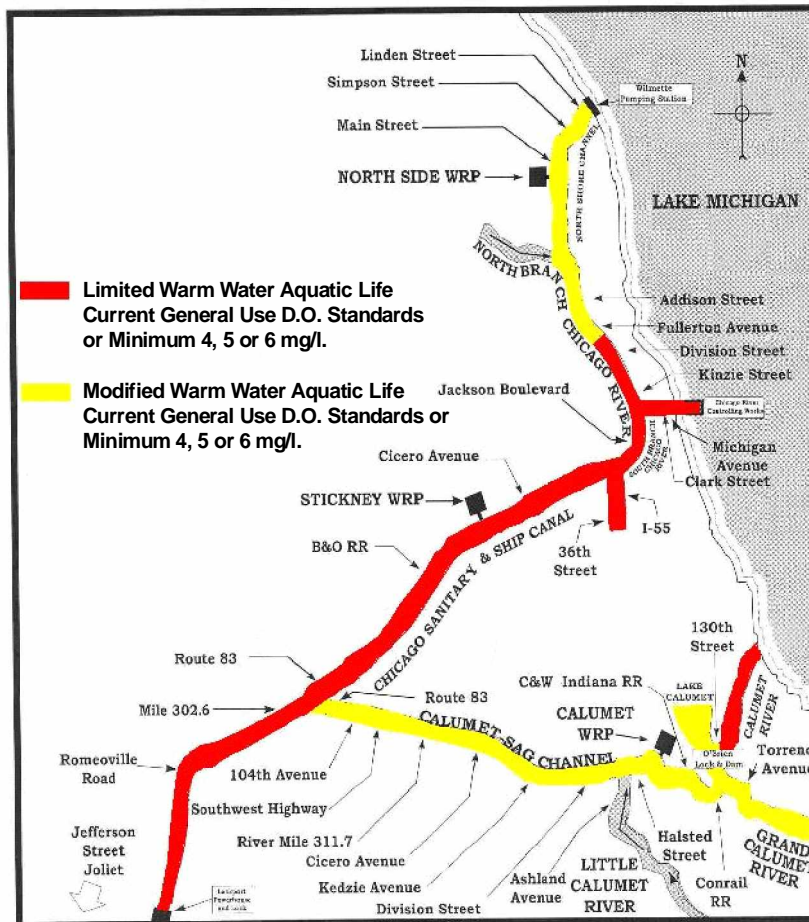 Linden Street
Simpson Street
Wilmette
Pumping Station
N
Main Street
NORTH SIDE WRP
NORTH SHORE CHANNEL
LAKE MICHIGAN
NORTH BRANCH CHICAGO RIVER
Limited Warm Water Aquatic Life
Current General Use D.O. Standards
or Minimum 4, 5 or 6 mg/l.
Addison Street
Fullerton Avenue
Division Street
Kinzie Street
Modified Warm Water Aquatic Life
Current General Use D.O. Standards or
Minimum 4, 5 or 6 mg/l.
Jackson Boulevard
Chicago River
Controlling Works
Michigan
Avenue
Clark Street
SOUTH BRANCH
CHICAGO
RIVER
Cicero Avenue
STICKNEY WRP
I-55
36th
Street
B&O RR
CHICAGO SANITARY & SHIP CANAL
130th
Street
Route 83
Route 83
C&W Indiana RR
LAKE
CALUMET
CALUMET
RIVER
Mile 302.6
CALUMET-SAG CHANNEL
CALUMET
WRP
O'Brien
Lock & Dam
Torrence
Avenue
Romeoville
Road
104th Avenue
Southwest Highway
River Mile 311.7
Cicero Avenue
Kedzie Avenue
Division Street
Ashland
Avenue
Halsted
Street
GRAND
CALUMET
RIVER
Jefferson
Street
Joliet
Lockport
Powerhouse
and Lock
LITTLE
CALUMET
RIVER
Conrail
RR